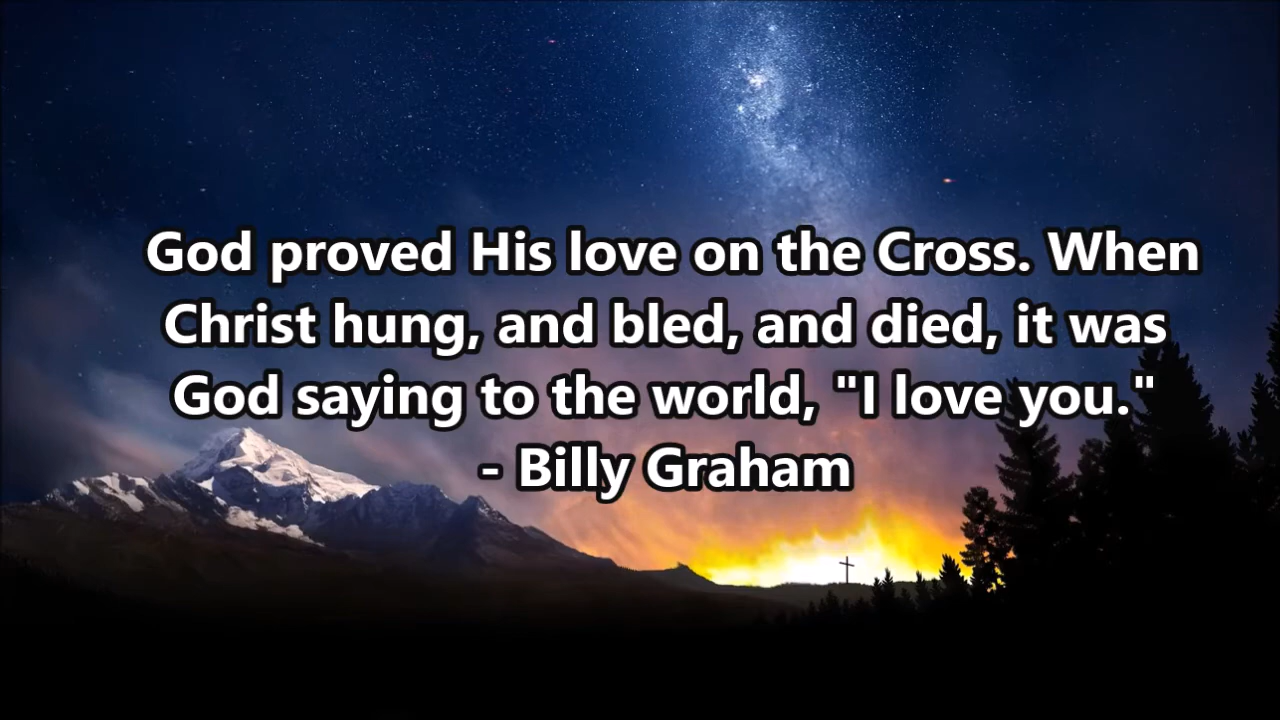 God proved His love on the Cross. When
Christ hung, and bled, and died, it was
God saying to the world, "I love you."
- Billy Graham